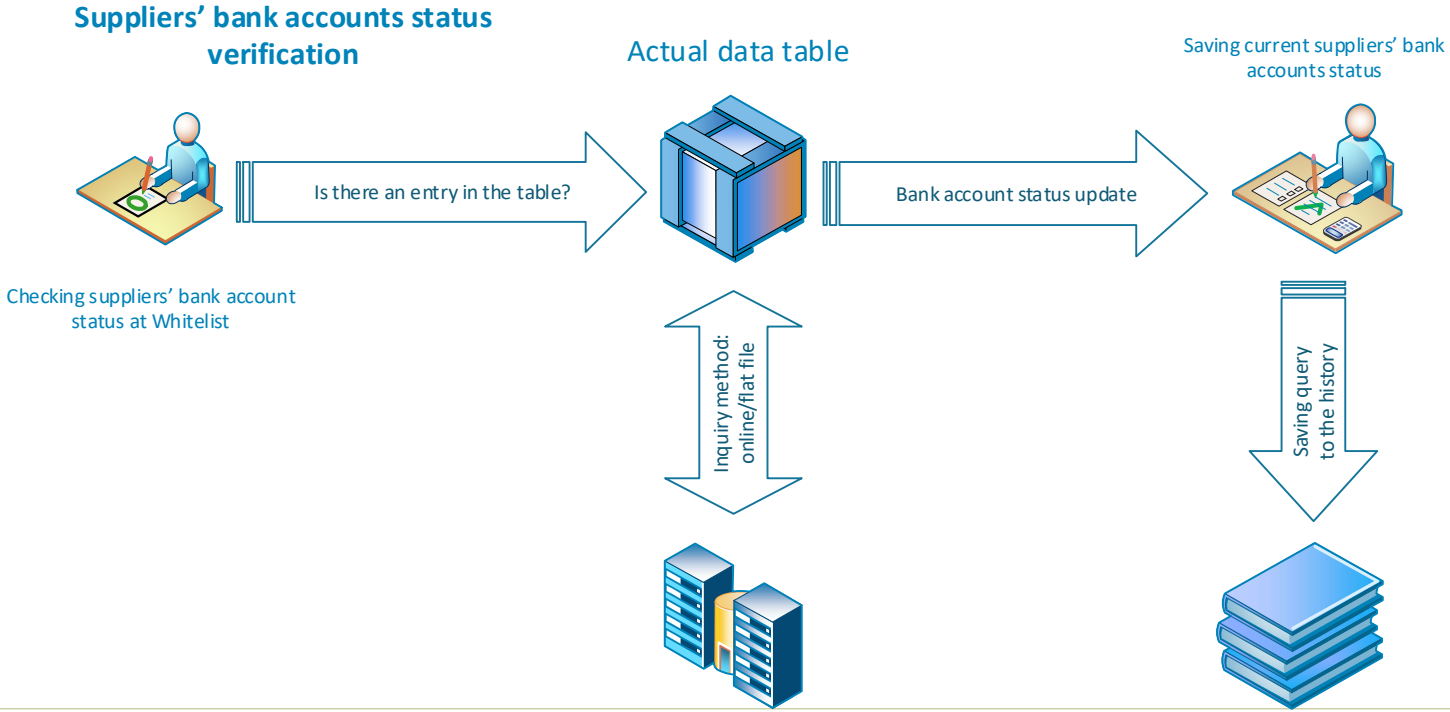 Suppliers’ bank accounts status
verification
Actual data table
Saving current suppliers’ bank
accounts status
Is there an entry in the table?
Bank account status update
Checking suppliers’ bank account
status at Whitelist
Inquiry method:
online/flat file
Saving query
to the history